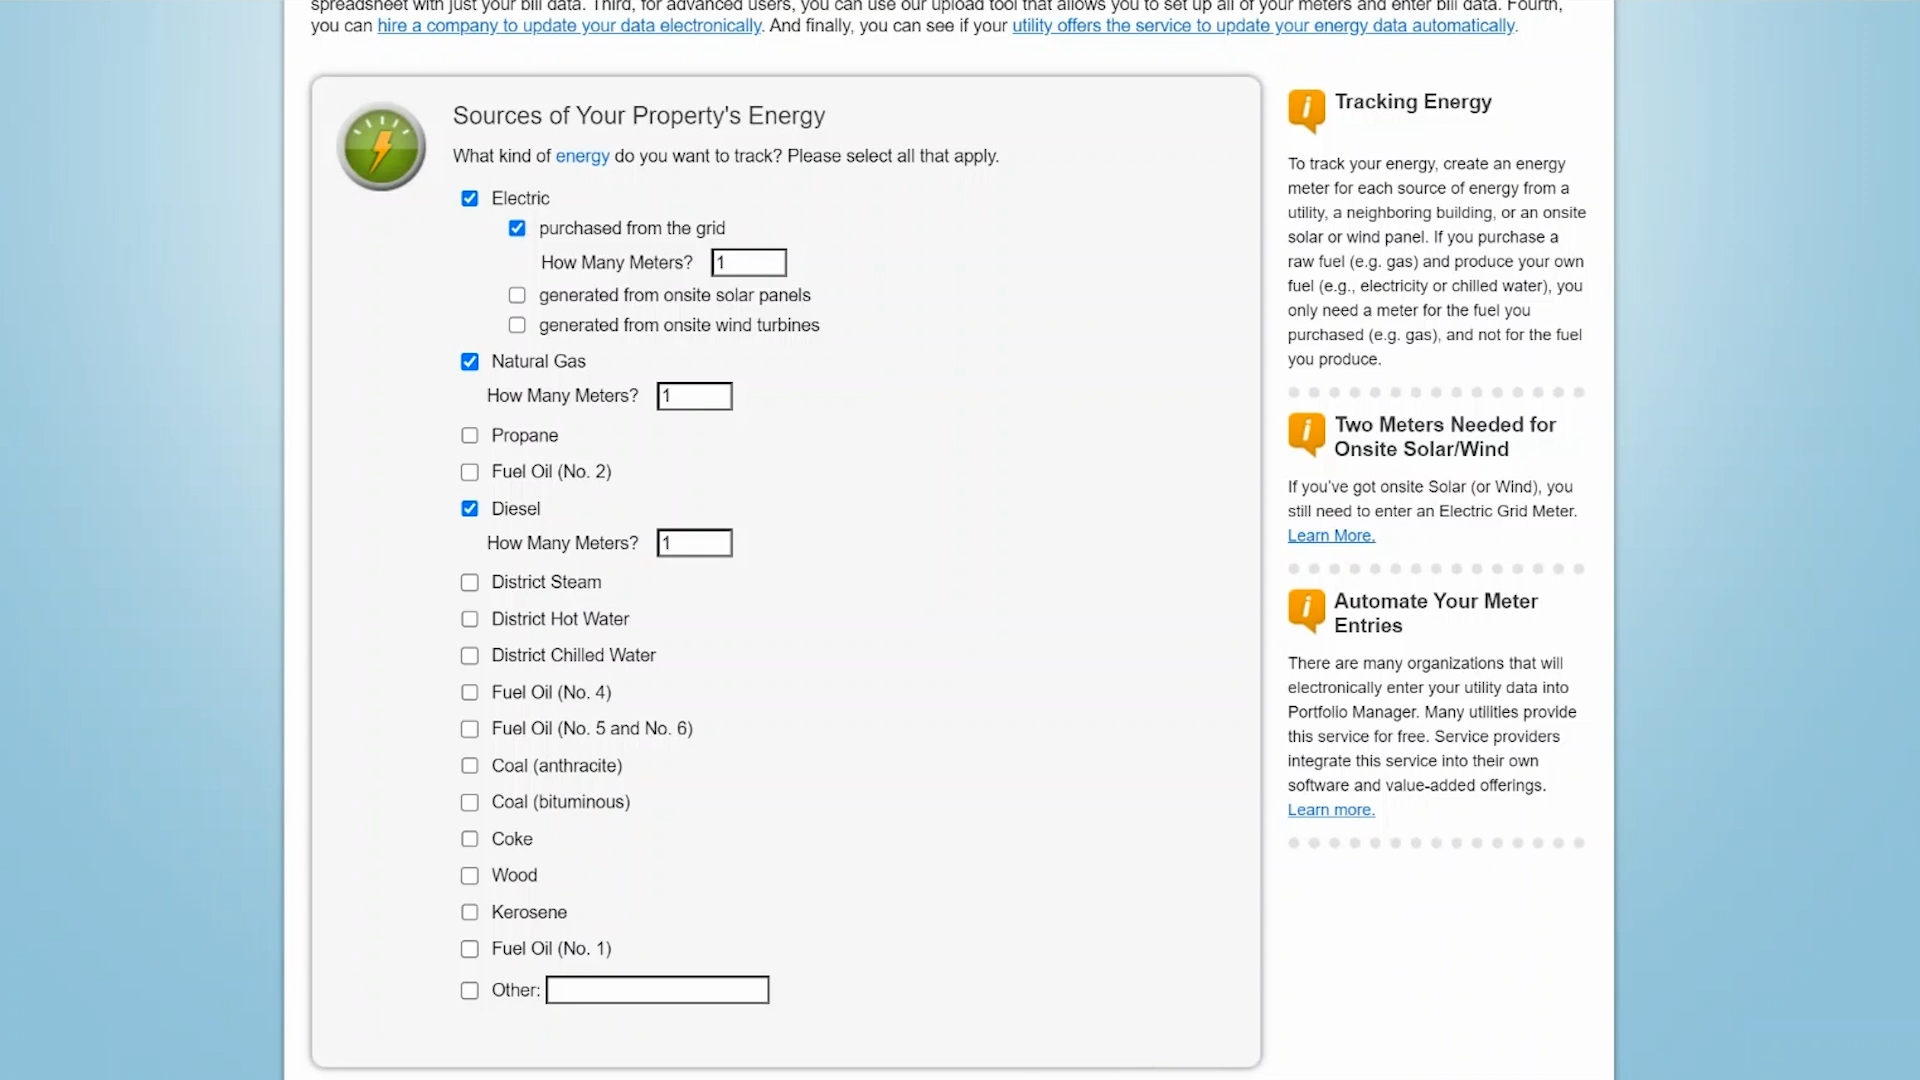 spreadsheet with just your bill data. Third, for advanced users, you can use our upload tool that allows you to set up all of your meters and enter bill data. Fourth,
you can hire a company to update your data electronically. And finally, you can see if your utility offers the service to update your energy data automatically.
Sources of Your Property's Energy
What kind of energy do you want to track? Please select all that apply.
Electric
purchased from the grid
How Many Meters? 1
generated from onsite solar panels
generated from onsite wind turbines
Natural Gas
How Many Meters? 1
Propane
Fuel Oil (No. 2)
Diesel
How Many Meters? 1
District Steam
District Hot Water
District Chilled Water
Fuel Oil (No. 4)
Fuel Oil (No. 5 and No. 6)
Coal (anthracite)
Coal (bituminous)
Coke
Wood
Kerosene
Fuel Oil (No. 1)
Other:
Tracking Energy
To track your energy, create an energy
meter for each source of energy from a
utility, a neighboring building, or an onsite
solar or wind panel. If you purchase a
raw fuel (e.g. gas) and produce your own
fuel (e.g., electricity or chilled water), you
only need a meter for the fuel you
purchased (e.g. gas), and not for the fuel
you produce.
Two Meters Needed for
Onsite Solar/Wind
If you've got onsite Solar (or Wind), you
still need to enter an Electric Grid Meter.
Learn More.
Automate Your Meter
Entries
There are many organizations that will
electronically enter your utility data into
Portfolio Manager. Many utilities provide
this service for free. Service providers
integrate this service into their own
software and value-added offerings.
Learn more.